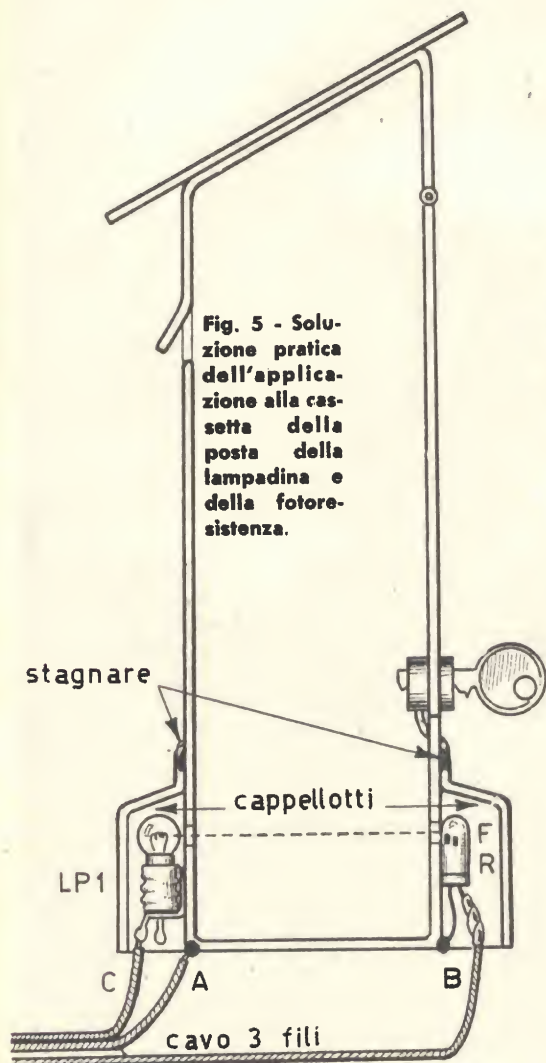 Fig. 5 - Solu-
zione pratica
dell'applica-
zione alla cas-
setta della
posta della
lampadina e
della fotore-
sistenza.
stagnare
cappellotti
LP1
F
R
C
A
B
cavo 3 fili